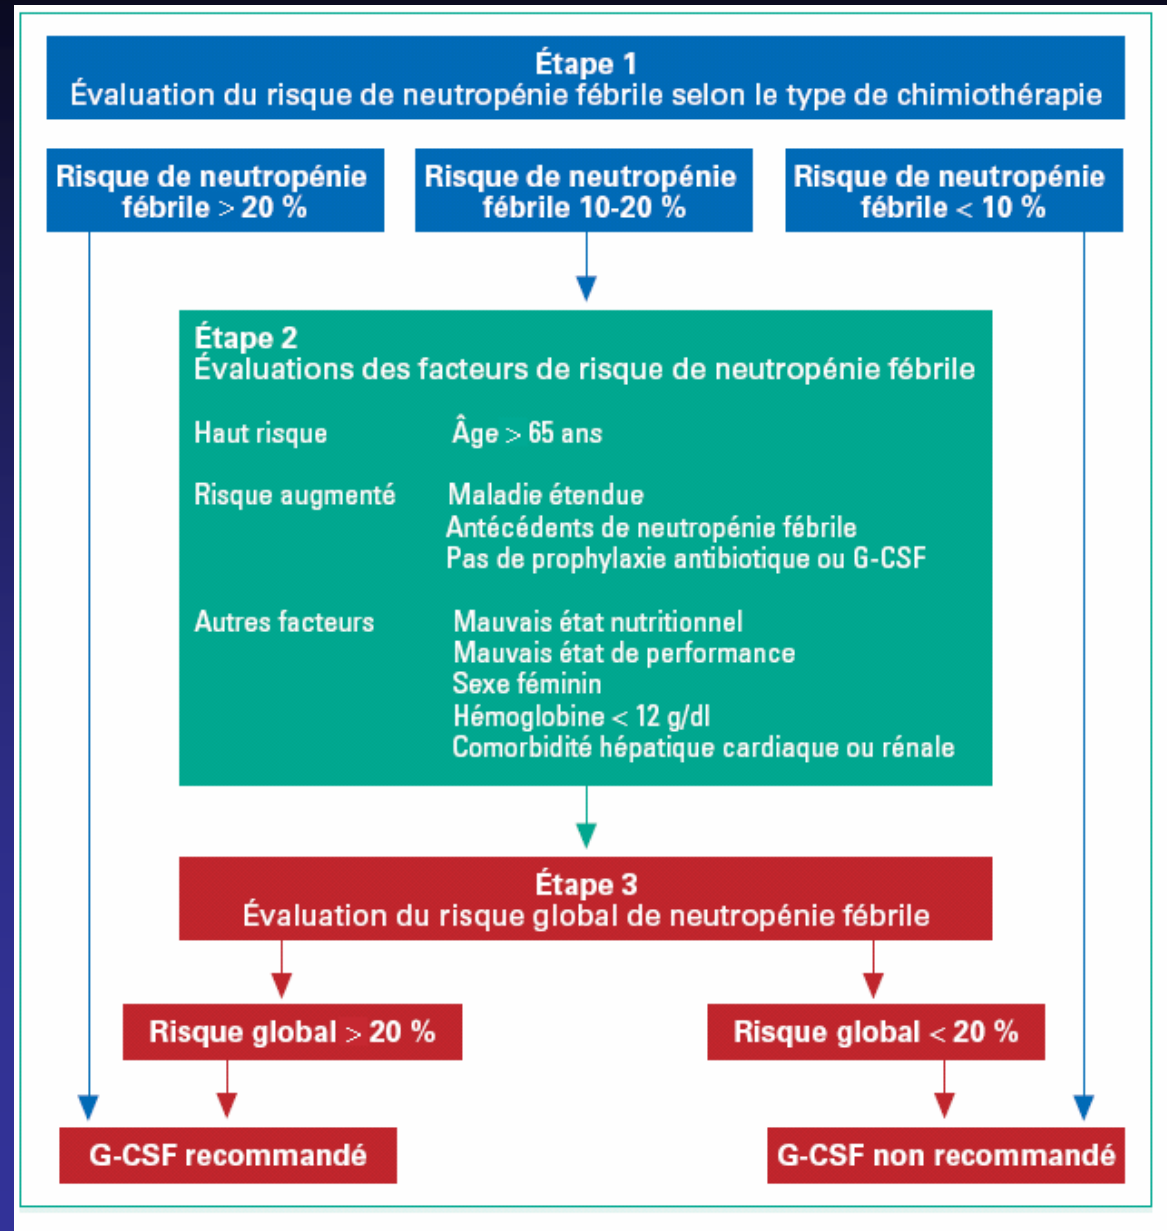 Étape 1
Évaluation du risque de neutropénie fébrile selon le type de chimiothérapie
Risque de neutropénie
fébrile > 20 %
Risque de neutropénie
fébrile 10-20 %
Risque de neutropénie
fébrile < 10 %
Étape 2
Évaluations des facteurs de risque de neutropénie fébrile
Haut risque Âge > 65 ans
Risque augmenté Maladie étendue
Antécédents de neutropénie fébrile
Pas de prophylaxie antibiotique ou G-CSF
Autres facteurs Mauvais état nutritionnel
Mauvais état de performance
Sexe féminin
Hémoglobine < 12 g/dl
Comorbidité hépatique cardiaque ou rénale
Étape 3
Évaluation du risque global de neutropénie fébrile
Risque global > 20 %
Risque global < 20 %
G-CSF recommandé
G-CSF non recommandé